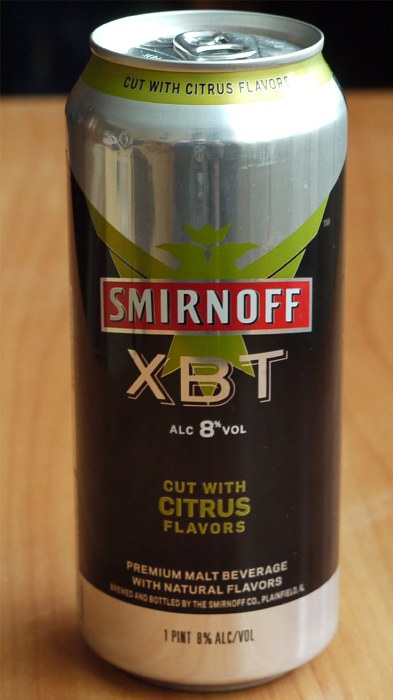 CUT WITH CITRUS FLAVORS
TM
SMIRNOFF
XBT
ALC 8% VOL
CUT WITH
CITRUS
FLAVORS
PREMIUM MALT BEVERAGE
WITH NATURAL FLAVORS
BREWED AND BOTTLED BY THE SMIRNOFF CO., PLAINFIELD, IL
1 PINT 8% ALC/VOL